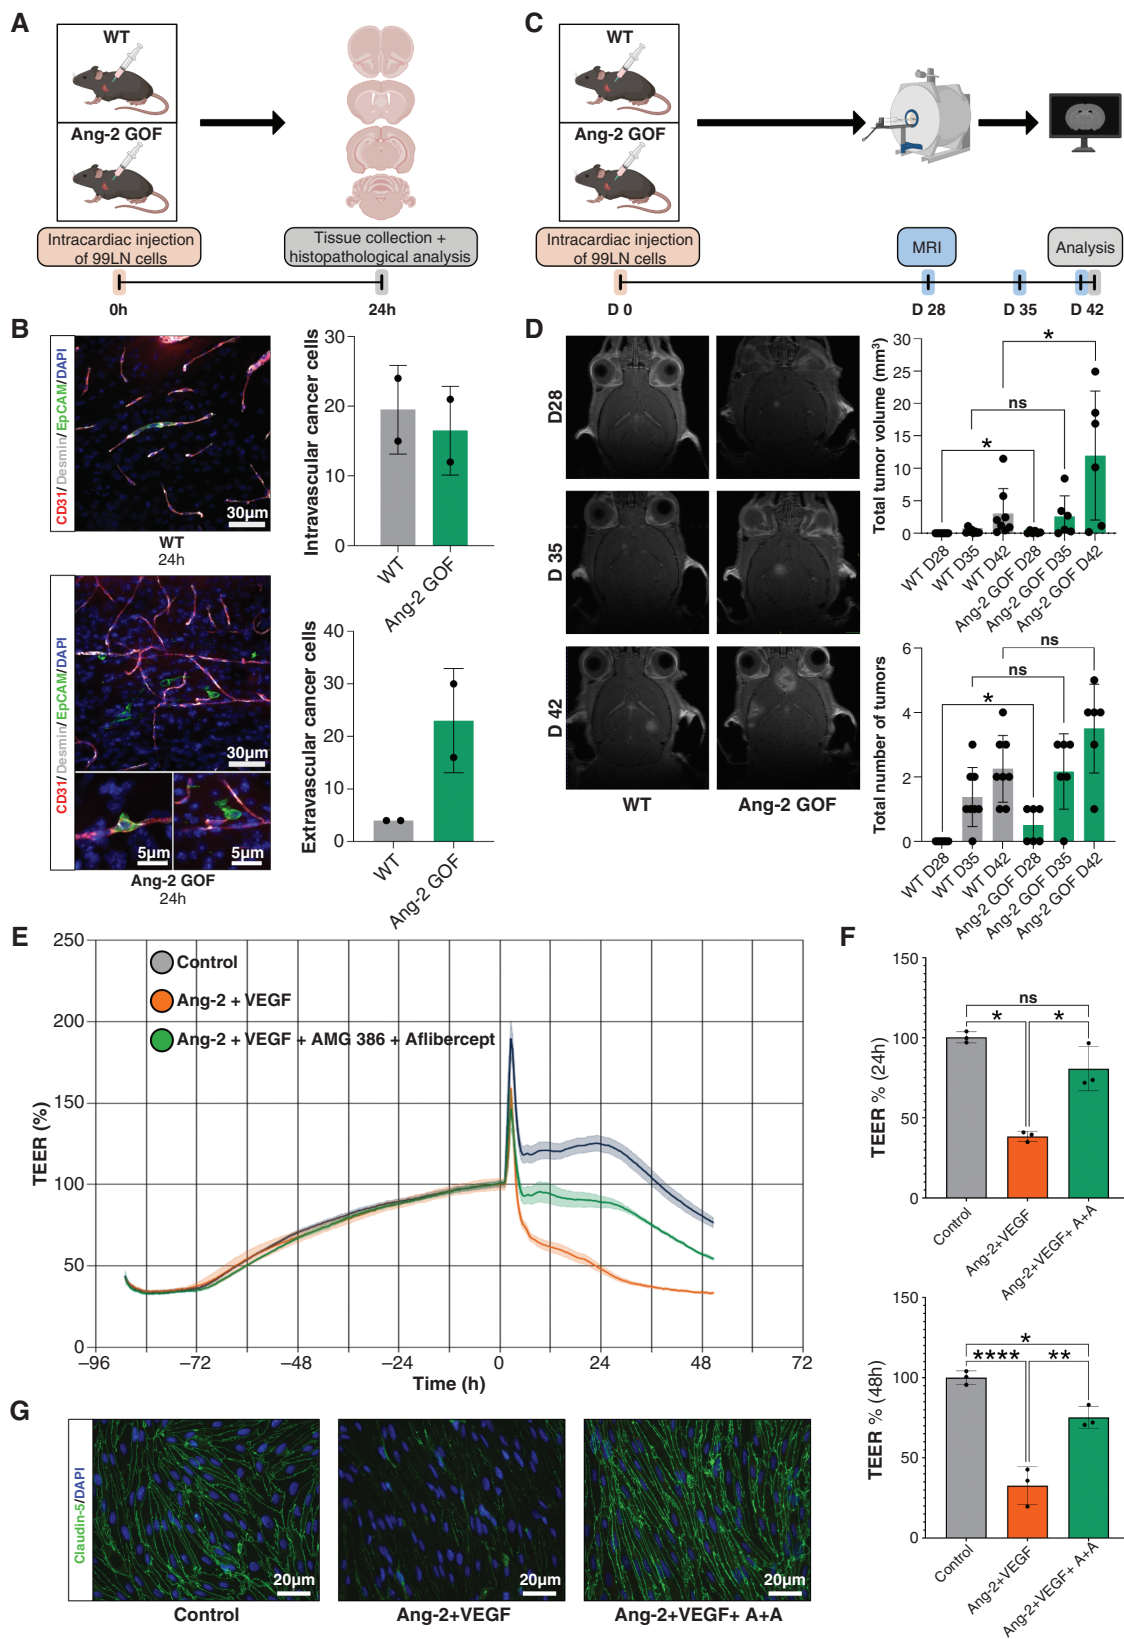 A
WT
Ang-2 GOF
Intracardiac injection
of 99LN cells
Tissue collection +
histopathological analysis
0h
24h
C
WT
Ang-2 GOF
Intracardiac injection
of 99LN cells
MRI
Analysis
D 0
D 28
D 35
D 42
B
CD31/Desmin/EpCAM/DAPI
30µm
WT
24h
CD31/Desmin/EpCAM/DAPI
30µm
5µm
5µm
Ang-2 GOF
24h
Intravascular cancer cells
30
20
10
0
WT
Ang-2 GOF
Extravascular cancer cells
40
30
20
10
0
WT
Ang-2 GOF
D
D28
D 35
D 42
WT
Ang-2 GOF
Total tumor volume (mm³)
30
25
20
15
10
5
0
*
ns
*
WT D28
WT D35
WT D42
Ang-2 GOF D28
Ang-2 GOF D35
Ang-2 GOF D42
Total number of tumors
6
4
2
0
ns
ns
*
WT D28
WT D35
WT D42
Ang-2 GOF D28
Ang-2 GOF D35
Ang-2 GOF D42
E
TEER (%)
250
200
150
100
50
0
Control
Ang-2 + VEGF
Ang-2 + VEGF + AMG 386 + Aflibercept
–96
–72
–48
–24
0
24
48
72
Time (h)
F
TEER % (24h)
150
100
50
0
ns
*
*
Control
Ang-2+VEGF
Ang-2+VEGF+ A+A
TEER % (48h)
150
100
50
0
*
****
**
Control
Ang-2+VEGF
Ang-2+VEGF+ A+A
G
Claudin-5/DAPI
20µm
20µm
20µm
Control
Ang-2+VEGF
Ang-2+VEGF+ A+A